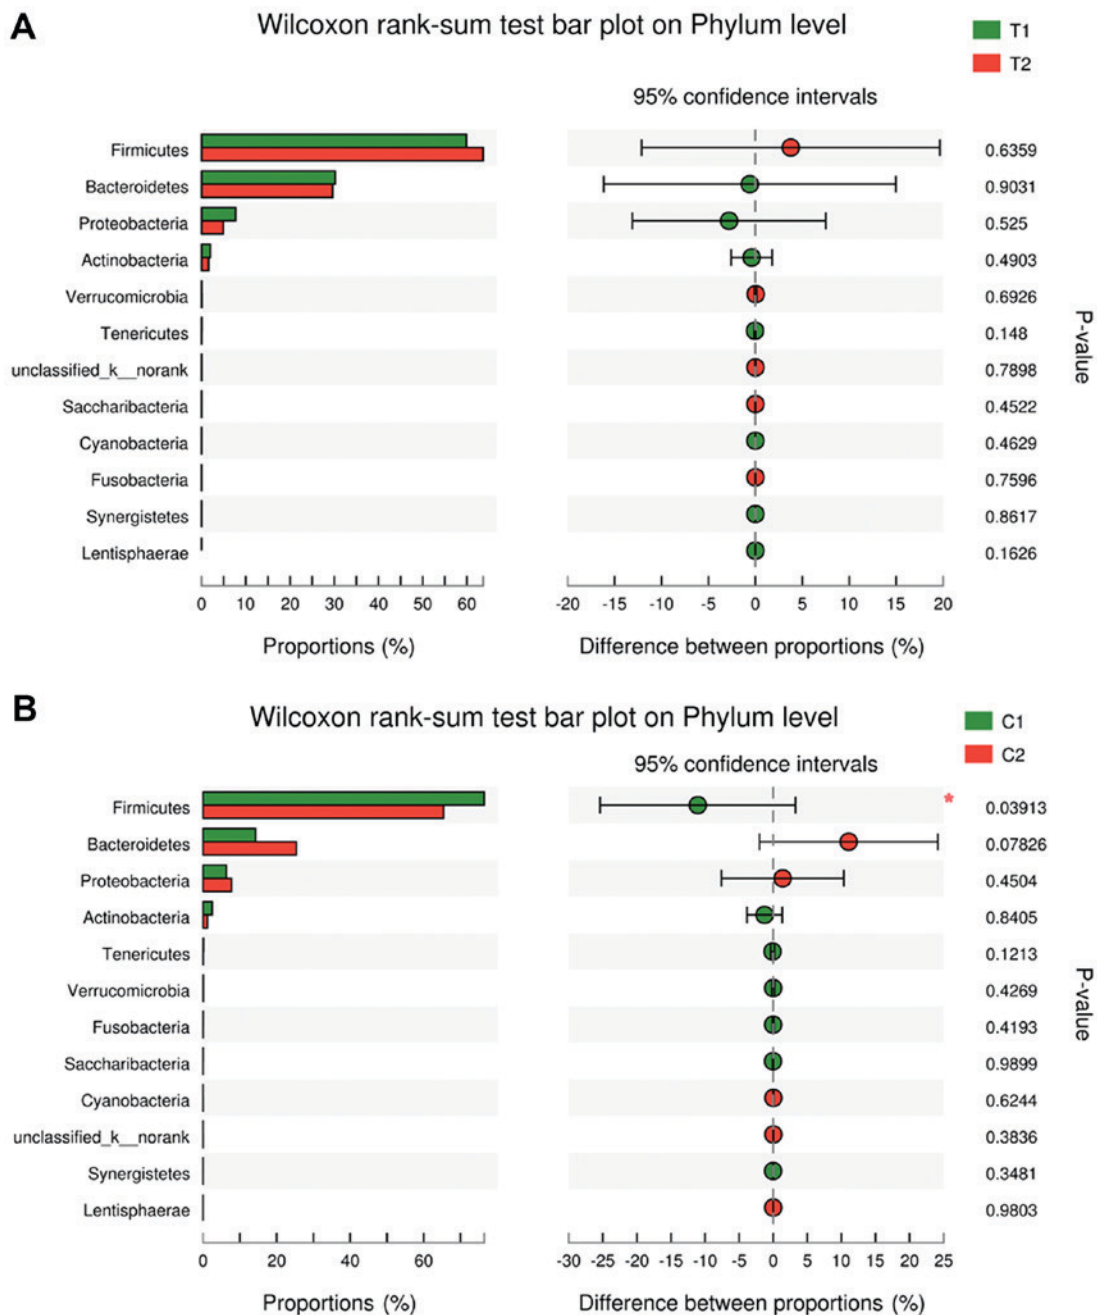 A
Wilcoxon rank-sum test bar plot on Phylum level
T1
T2
95% confidence intervals
Firmicutes 0.6359
Bacteroidetes 0.9031
Proteobacteria 0.525
Actinobacteria 0.4903
Verrucomicrobia 0.6926
Tenericutes 0.148
unclassified_k__norank 0.7898
Saccharibacteria 0.4522
Cyanobacteria 0.4629
Fusobacteria 0.7596
Synergistetes 0.8617
Lentisphaerae 0.1626
P-value
0 10 20 30 40 50 60 -20 -15 -10 -5 0 5 10 15 20
Proportions (%) Difference between proportions (%)
B
Wilcoxon rank-sum test bar plot on Phylum level
C1
C2
95% confidence intervals
Firmicutes * 0.03913
Bacteroidetes 0.07826
Proteobacteria 0.4504
Actinobacteria 0.8405
Tenericutes 0.1213
Verrucomicrobia 0.4269
Fusobacteria 0.4193
Saccharibacteria 0.9899
Cyanobacteria 0.6244
unclassified_k__norank 0.3836
Synergistetes 0.3481
Lentisphaerae 0.9803
P-value
0 20 40 60 -30 -25 -20 -15 -10 -5 0 5 10 15 20 25
Proportions (%) Difference between proportions (%)